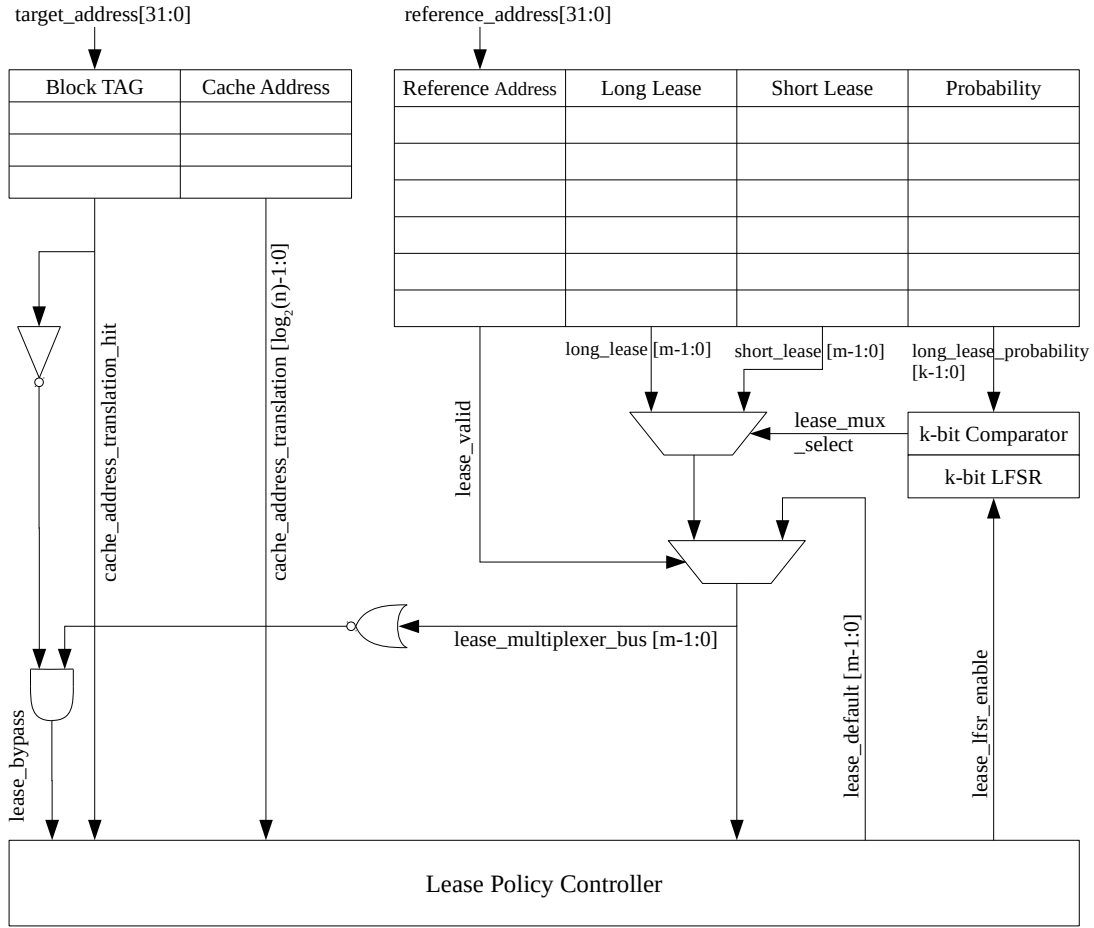 target_address[31:0]
reference_address[31:0]
Block TAG
Cache Address
Reference Address
Long Lease
Short Lease
Probability
cache_address_translation_hit
cache_address_translation [log₂(n)-1:0]
long_lease [m-1:0]
short_lease [m-1:0]
long_lease_probability
[k-1:0]
lease_valid
lease_mux
_select
k-bit Comparator
k-bit LFSR
lease_multiplexer_bus [m-1:0]
lease_default [m-1:0]
lease_lfsr_enable
lease_bypass
Lease Policy Controller